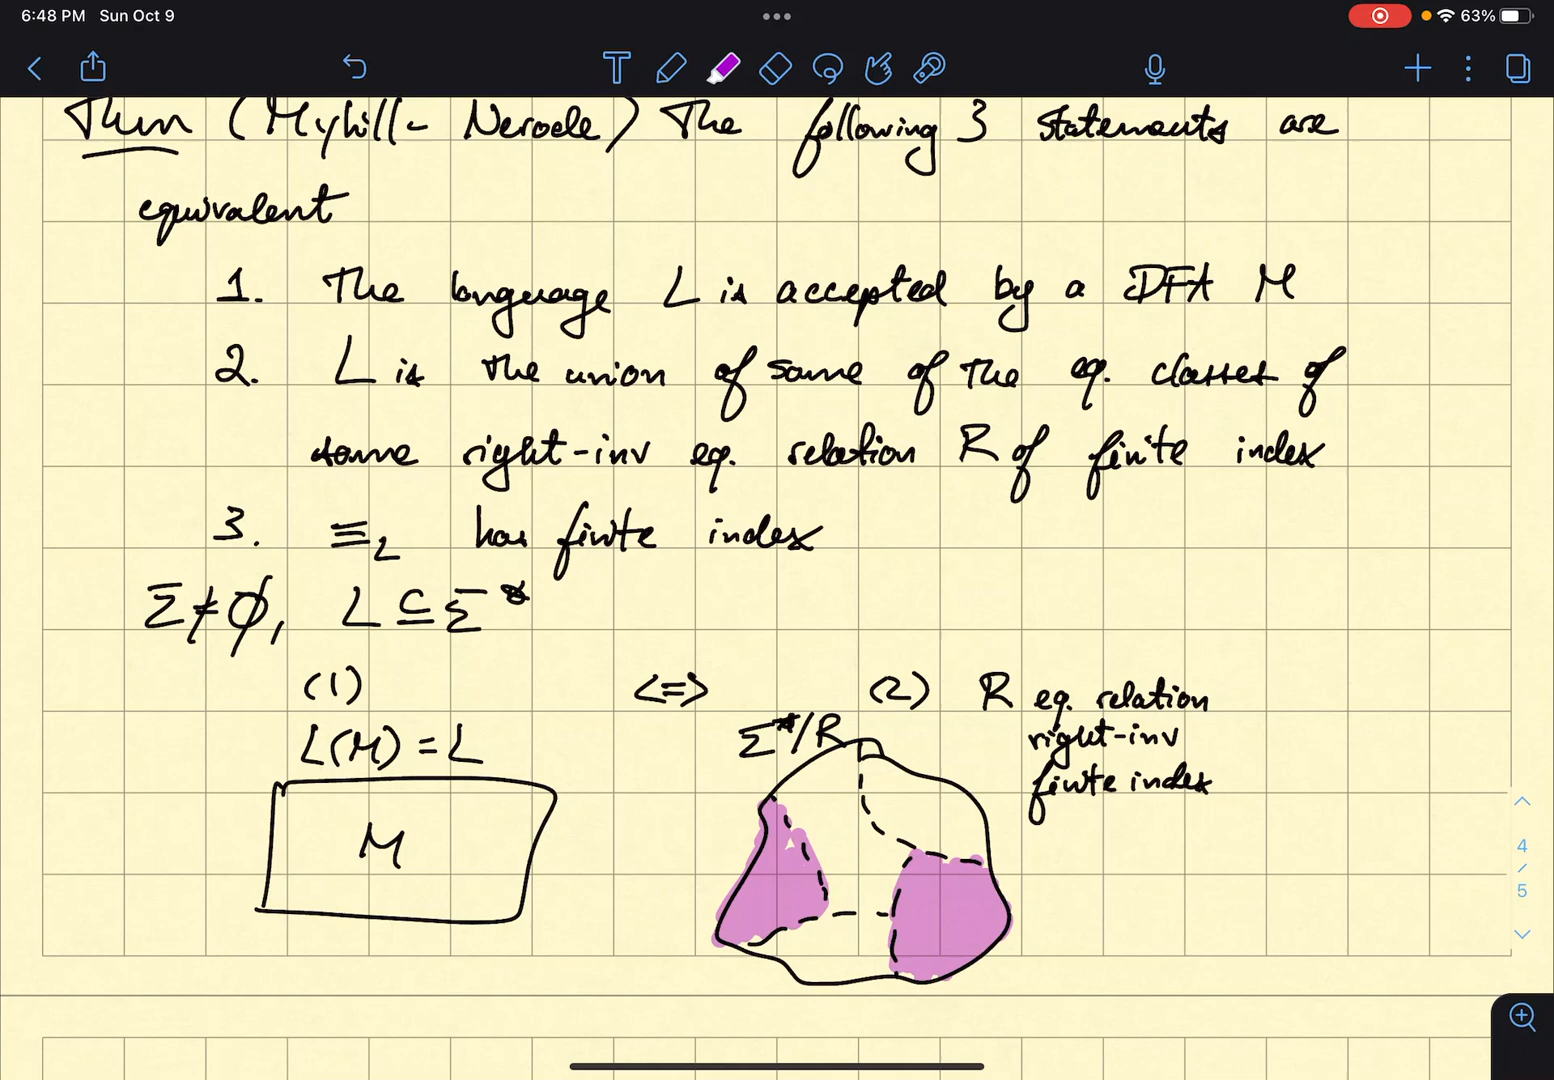 6:48 PM Sun Oct 9
63%
Thm (Myhill-Nerode) The following 3 statements are
equivalent
1. The language L is accepted by a DFA M
2. L is the union of some of the eq. classes of
some right-inv eq. relation R of finite index
3. ≡_L has finite index
Σ≠∅, L ⊆ Σ*
(1) <=> (2) R eq. relation
right-inv
finite index
L(M) = L
Σ*/R
M
4
/
5